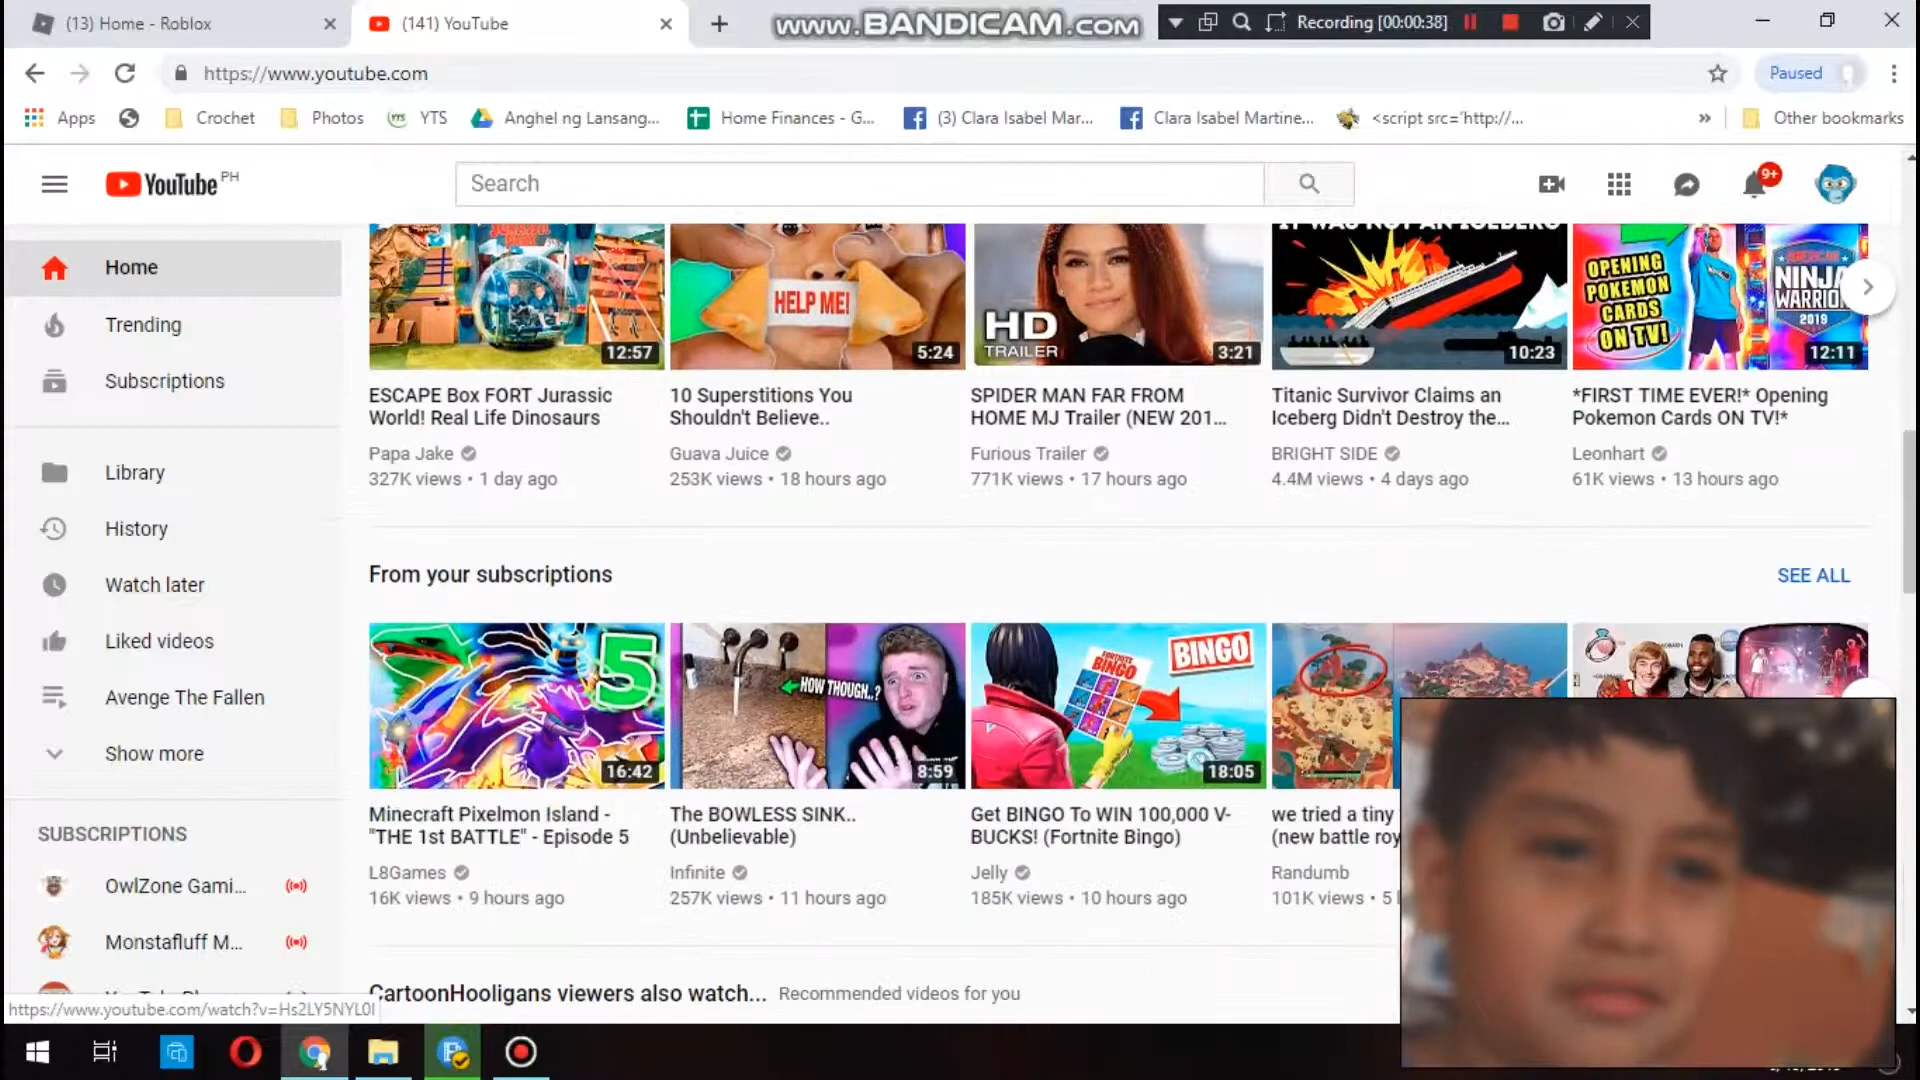 (13) Home - Roblox
(141) YouTube
www.BANDICAM.com
Recording [00:00:38]
https://www.youtube.com
Paused
Apps
Crochet
Photos
YTS
Anghel ng Lansang...
Home Finances - G...
(3) Clara Isabel Mar...
Clara Isabel Martine...
<script src='http://...
»
Other bookmarks
YouTube PH
Search
9+
Home
Trending
Subscriptions
Library
History
Watch later
Liked videos
Avenge The Fallen
Show more
SUBSCRIPTIONS
OwlZone Gami...
Monstafluff M...
https://www.youtube.com/watch?v=Hs2LY5NYL0I
12:57
HELP ME!
5:24
HD
TRAILER
3:21
IT WAS NOT AN ICEBERG
10:23
OPENING
POKEMON
CARDS
ON TV!
AMERICAN
NINJA
WARRIOR
2019
12:11
ESCAPE Box FORT Jurassic
World! Real Life Dinosaurs
Papa Jake
327K views • 1 day ago
10 Superstitions You
Shouldn't Believe..
Guava Juice
253K views • 18 hours ago
SPIDER MAN FAR FROM
HOME MJ Trailer (NEW 201...
Furious Trailer
771K views • 17 hours ago
Titanic Survivor Claims an
Iceberg Didn't Destroy the...
BRIGHT SIDE
4.4M views • 4 days ago
*FIRST TIME EVER!* Opening
Pokemon Cards ON TV!*
Leonhart
61K views • 13 hours ago
From your subscriptions
SEE ALL
5
16:42
HOW THOUGH..?
8:59
FORTNITE
BINGO
BINGO
18:05
Minecraft Pixelmon Island -
"THE 1st BATTLE" - Episode 5
L8Games
16K views • 9 hours ago
The BOWLESS SINK..
(Unbelievable)
Infinite
257K views • 11 hours ago
Get BINGO To WIN 100,000 V-
BUCKS! (Fortnite Bingo)
Jelly
185K views • 10 hours ago
we tried a tiny
(new battle roy
Randumb
101K views • 5
CartoonHooligans viewers also watch...
Recommended videos for you